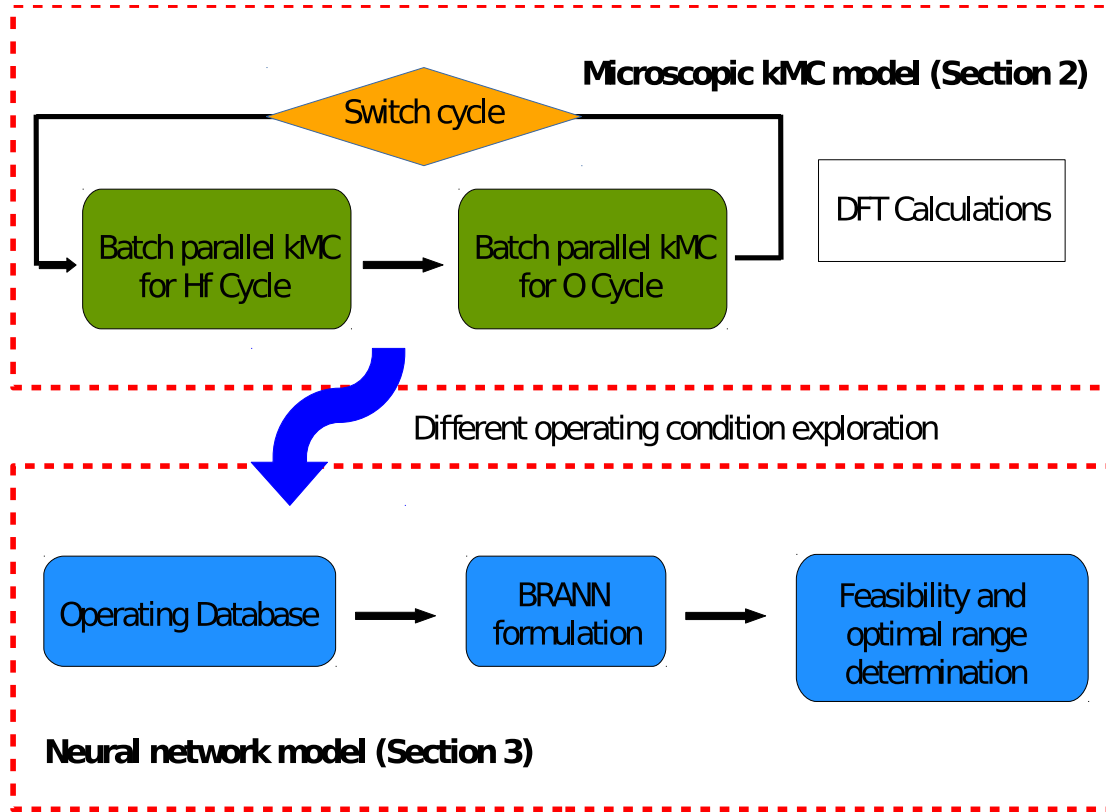 Microscopic kMC model (Section 2)
Switch cycle
DFT Calculations
Batch parallel kMC
for Hf Cycle
Batch parallel kMC
for O Cycle
Different operating condition exploration
Operating Database
BRANN
formulation
Feasibility and
optimal range
determination
Neural network model (Section 3)